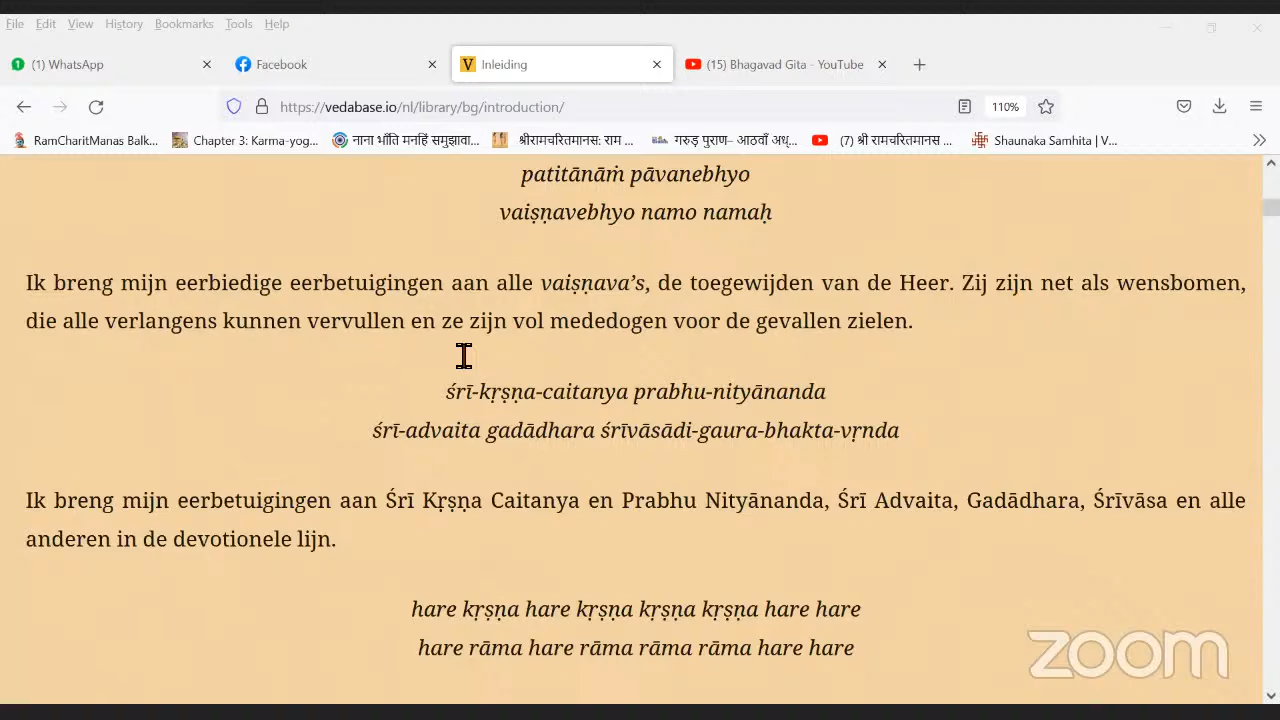 File Edit View History Bookmarks Tools Help
1 (1) WhatsApp × Facebook × V Inleiding × (15) Bhagavad Gita - YouTube × +
https://vedabase.io/nl/library/bg/introduction/ 110%
RamCharitManas Balk... Chapter 3: Karma-yog... नाना भाँति मनहिं समुझावा... श्रीरामचरितमानस: राम ... गरुड़ पुराण– आठवाँ अध्... (7) श्री रामचरितमानस ... Shaunaka Samhita | V...
patitānāṁ pāvanebhyo
vaiṣṇavebhyo namo namaḥ
Ik breng mijn eerbiedige eerbetuigingen aan alle vaiṣṇava’s, de toegewijden van de Heer. Zij zijn net als wensbomen,
die alle verlangens kunnen vervullen en ze zijn vol mededogen voor de gevallen zielen.
śrī-kṛṣṇa-caitanya prabhu-nityānanda
śrī-advaita gadādhara śrīvāsādi-gaura-bhakta-vṛnda
Ik breng mijn eerbetuigingen aan Śrī Kṛṣṇa Caitanya en Prabhu Nityānanda, Śrī Advaita, Gadādhara, Śrīvāsa en alle
anderen in de devotionele lijn.
hare kṛṣṇa hare kṛṣṇa kṛṣṇa kṛṣṇa hare hare
hare rāma hare rāma rāma rāma hare hare
zoom